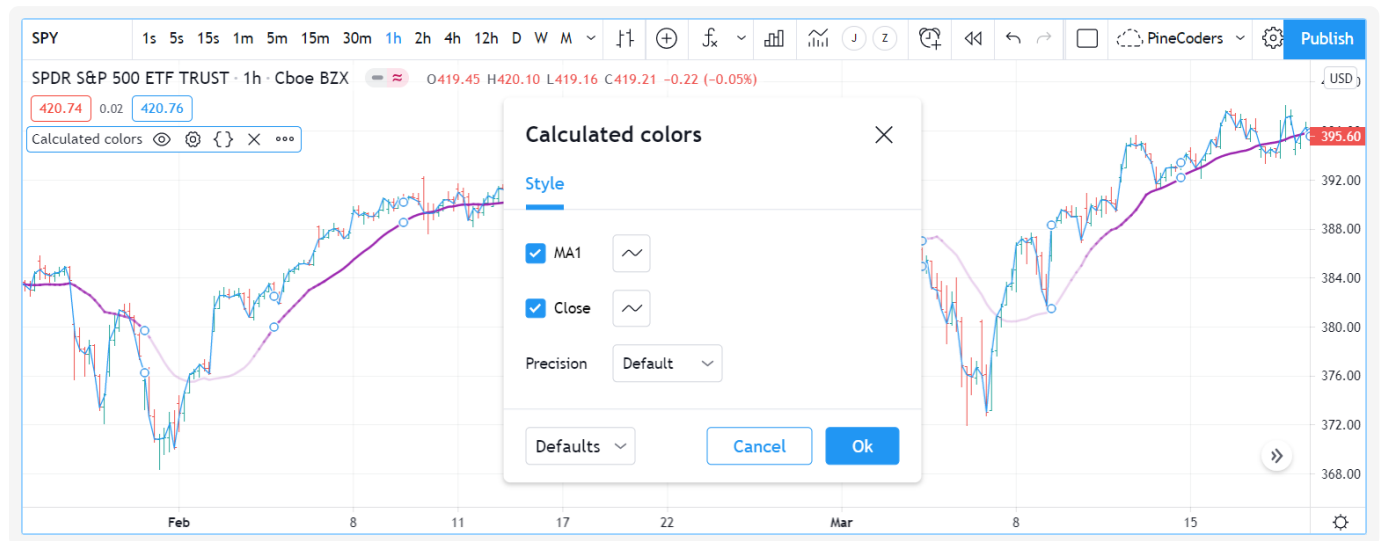 SPY 1s 5s 15s 1m 5m 15m 30m 1h 2h 4h 12h D W M J Z PineCoders Publish
SPDR S&P 500 ETF TRUST · 1h · Cboe BZX O419.45 H420.10 L419.16 C419.21 −0.22 (−0.05%)
USD
420.74 0.02 420.76
Calculated colors
Calculated colors
Style
MA1
Close
Precision Default
Defaults Cancel Ok
395.60
392.00
388.00
384.00
380.00
376.00
372.00
368.00
Feb 8 11 17 22 Mar 8 15